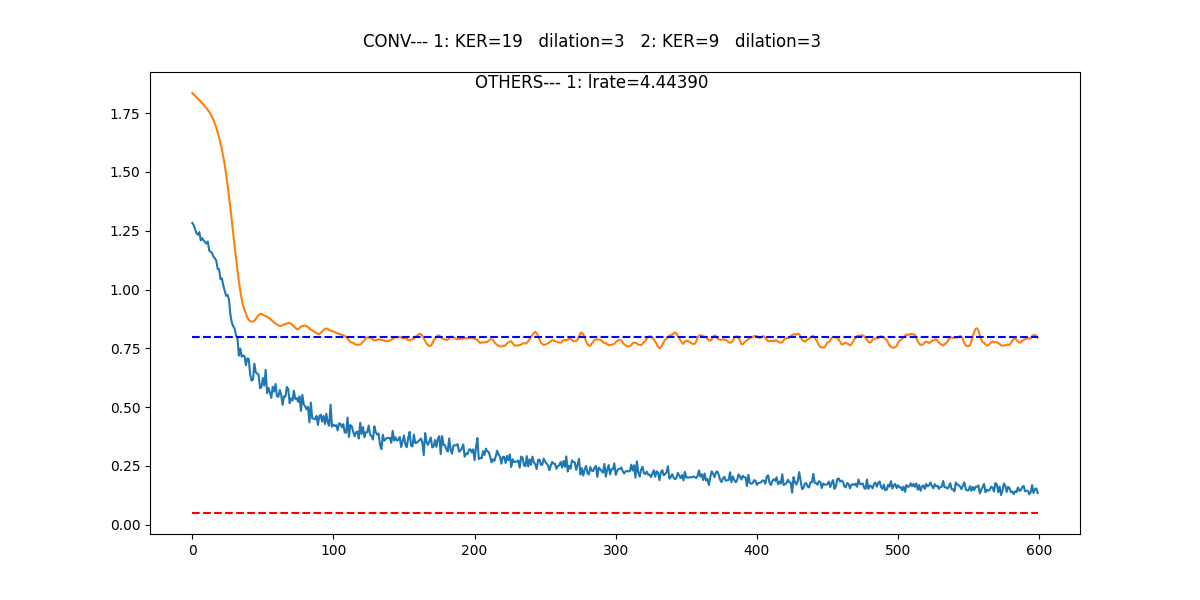 CONV--- 1: KER=19   dilation=3   2: KER=9   dilation=3
OTHERS--- 1: lrate=4.44390
1.75
1.50
1.25
1.00
0.75
0.50
0.25
0.00
0 100 200 300 400 500 600